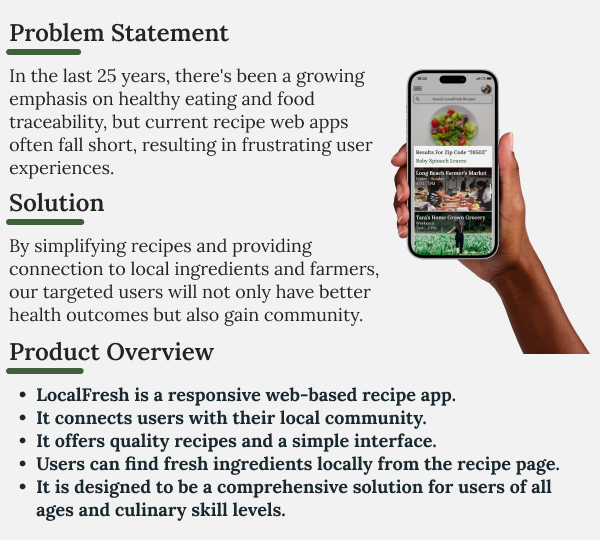 Problem Statement
In the last 25 years, there's been a growing
emphasis on healthy eating and food
traceability, but current recipe web apps
often fall short, resulting in frustrating user
experiences.
Solution
By simplifying recipes and providing
connection to local ingredients and farmers,
our targeted users will not only have better
health outcomes but also gain community.
Search LocalFresh Recipes
Results For Zip Code "39503"
Baby Spinach Leaves
Long Beach Farmer's Market
Tara's Home Grown Grocery
Weekends
Product Overview
• LocalFresh is a responsive web-based recipe app.
• It connects users with their local community.
• It offers quality recipes and a simple interface.
• Users can find fresh ingredients locally from the recipe page.
• It is designed to be a comprehensive solution for users of all
ages and culinary skill levels.